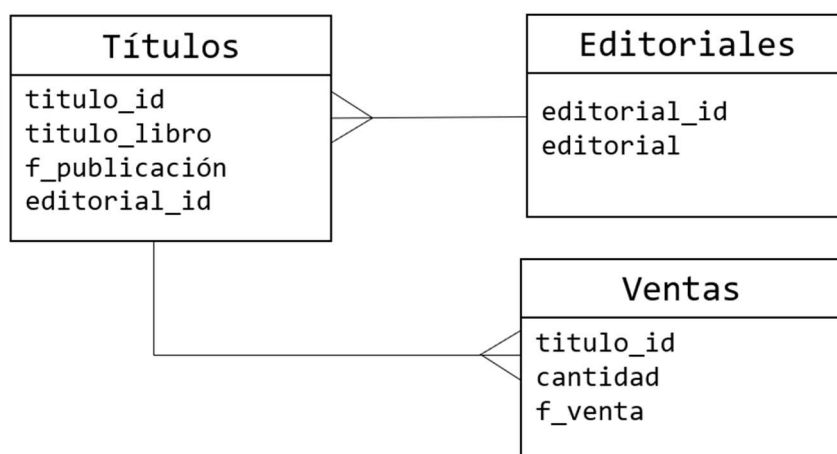 Títulos
titulo_id
titulo_libro
f_publicación
editorial_id
Editoriales
editorial_id
editorial
Ventas
titulo_id
cantidad
f_venta